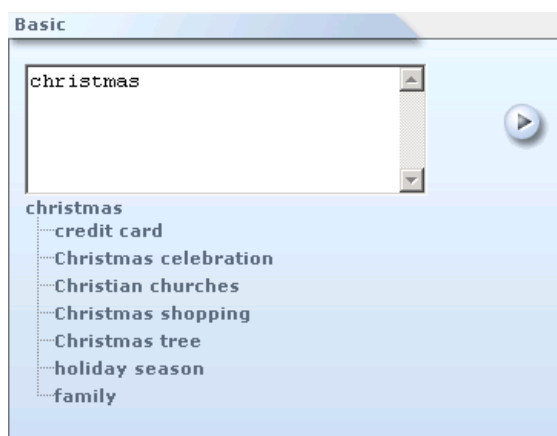 Basic
christmas
christmas
credit card
Christmas celebration
Christian churches
Christmas shopping
Christmas tree
holiday season
family